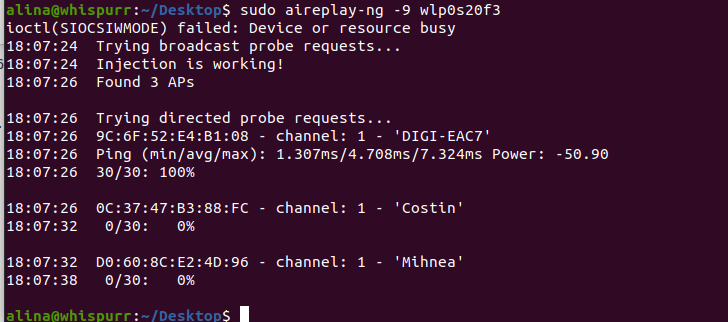 alina@whispurr:~/Desktop$ sudo aireplay-ng -9 wlp0s20f3
ioctl(SIOCSIWMODE) failed: Device or resource busy
18:07:24  Trying broadcast probe requests...
18:07:24  Injection is working!
18:07:26  Found 3 APs

18:07:26  Trying directed probe requests...
18:07:26  9C:6F:52:E4:B1:08 - channel: 1 - 'DIGI-EAC7'
18:07:26  Ping (min/avg/max): 1.307ms/4.708ms/7.324ms Power: -50.90
18:07:26  30/30: 100%

18:07:26  0C:37:47:B3:88:FC - channel: 1 - 'Costin'
18:07:32   0/30:   0%

18:07:32  D0:60:8C:E2:4D:96 - channel: 1 - 'Mihnea'
18:07:38   0/30:   0%

alina@whispurr:~/Desktop$